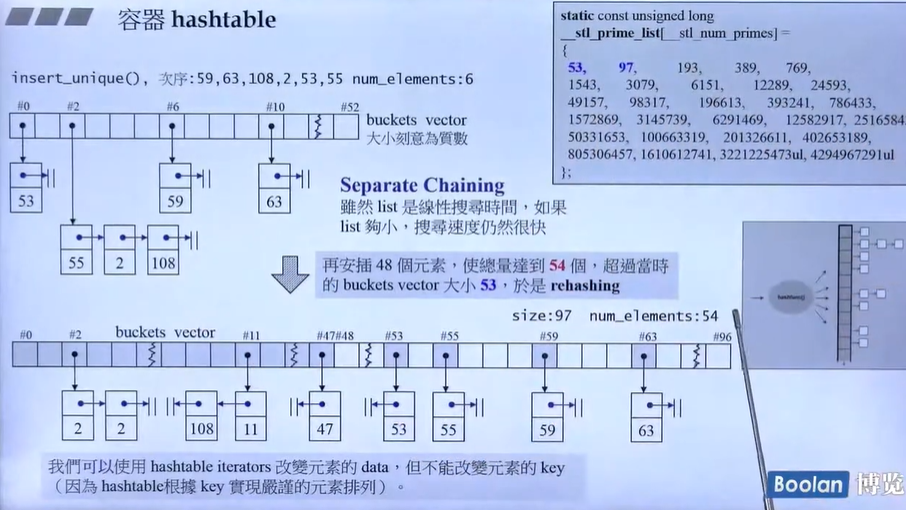 容器 hashtable
insert_unique(), 次序:59,63,108,2,53,55 num_elements:6
#0 #2 #6 #10 #52
buckets vector
大小刻意為質數
53 59 63
55 2 108
Separate Chaining
雖然 list 是線性搜尋時間，如果
list 夠小，搜尋速度仍然很快
static const unsigned long
__stl_prime_list[__stl_num_primes] =
{
53, 97, 193, 389, 769,
1543, 3079, 6151, 12289, 24593,
49157, 98317, 196613, 393241, 786433,
1572869, 3145739, 6291469, 12582917, 2516584
50331653, 100663319, 201326611, 402653189,
805306457, 1610612741, 3221225473ul, 4294967291ul
};
再安插 48 個元素，使總量達到 54 個，超過當時
的 buckets vector 大小 53，於是 rehashing
size:97 num_elements:54
buckets vector
#0 #2 #11 #47 #48 #53 #55 #59 #63 #96
2 2 108 11 47 53 55 59 63
我們可以使用 hashtable iterators 改變元素的 data，但不能改變元素的 key
（因為 hashtable根據 key 實現嚴謹的元素排列）。
Boolan 博览